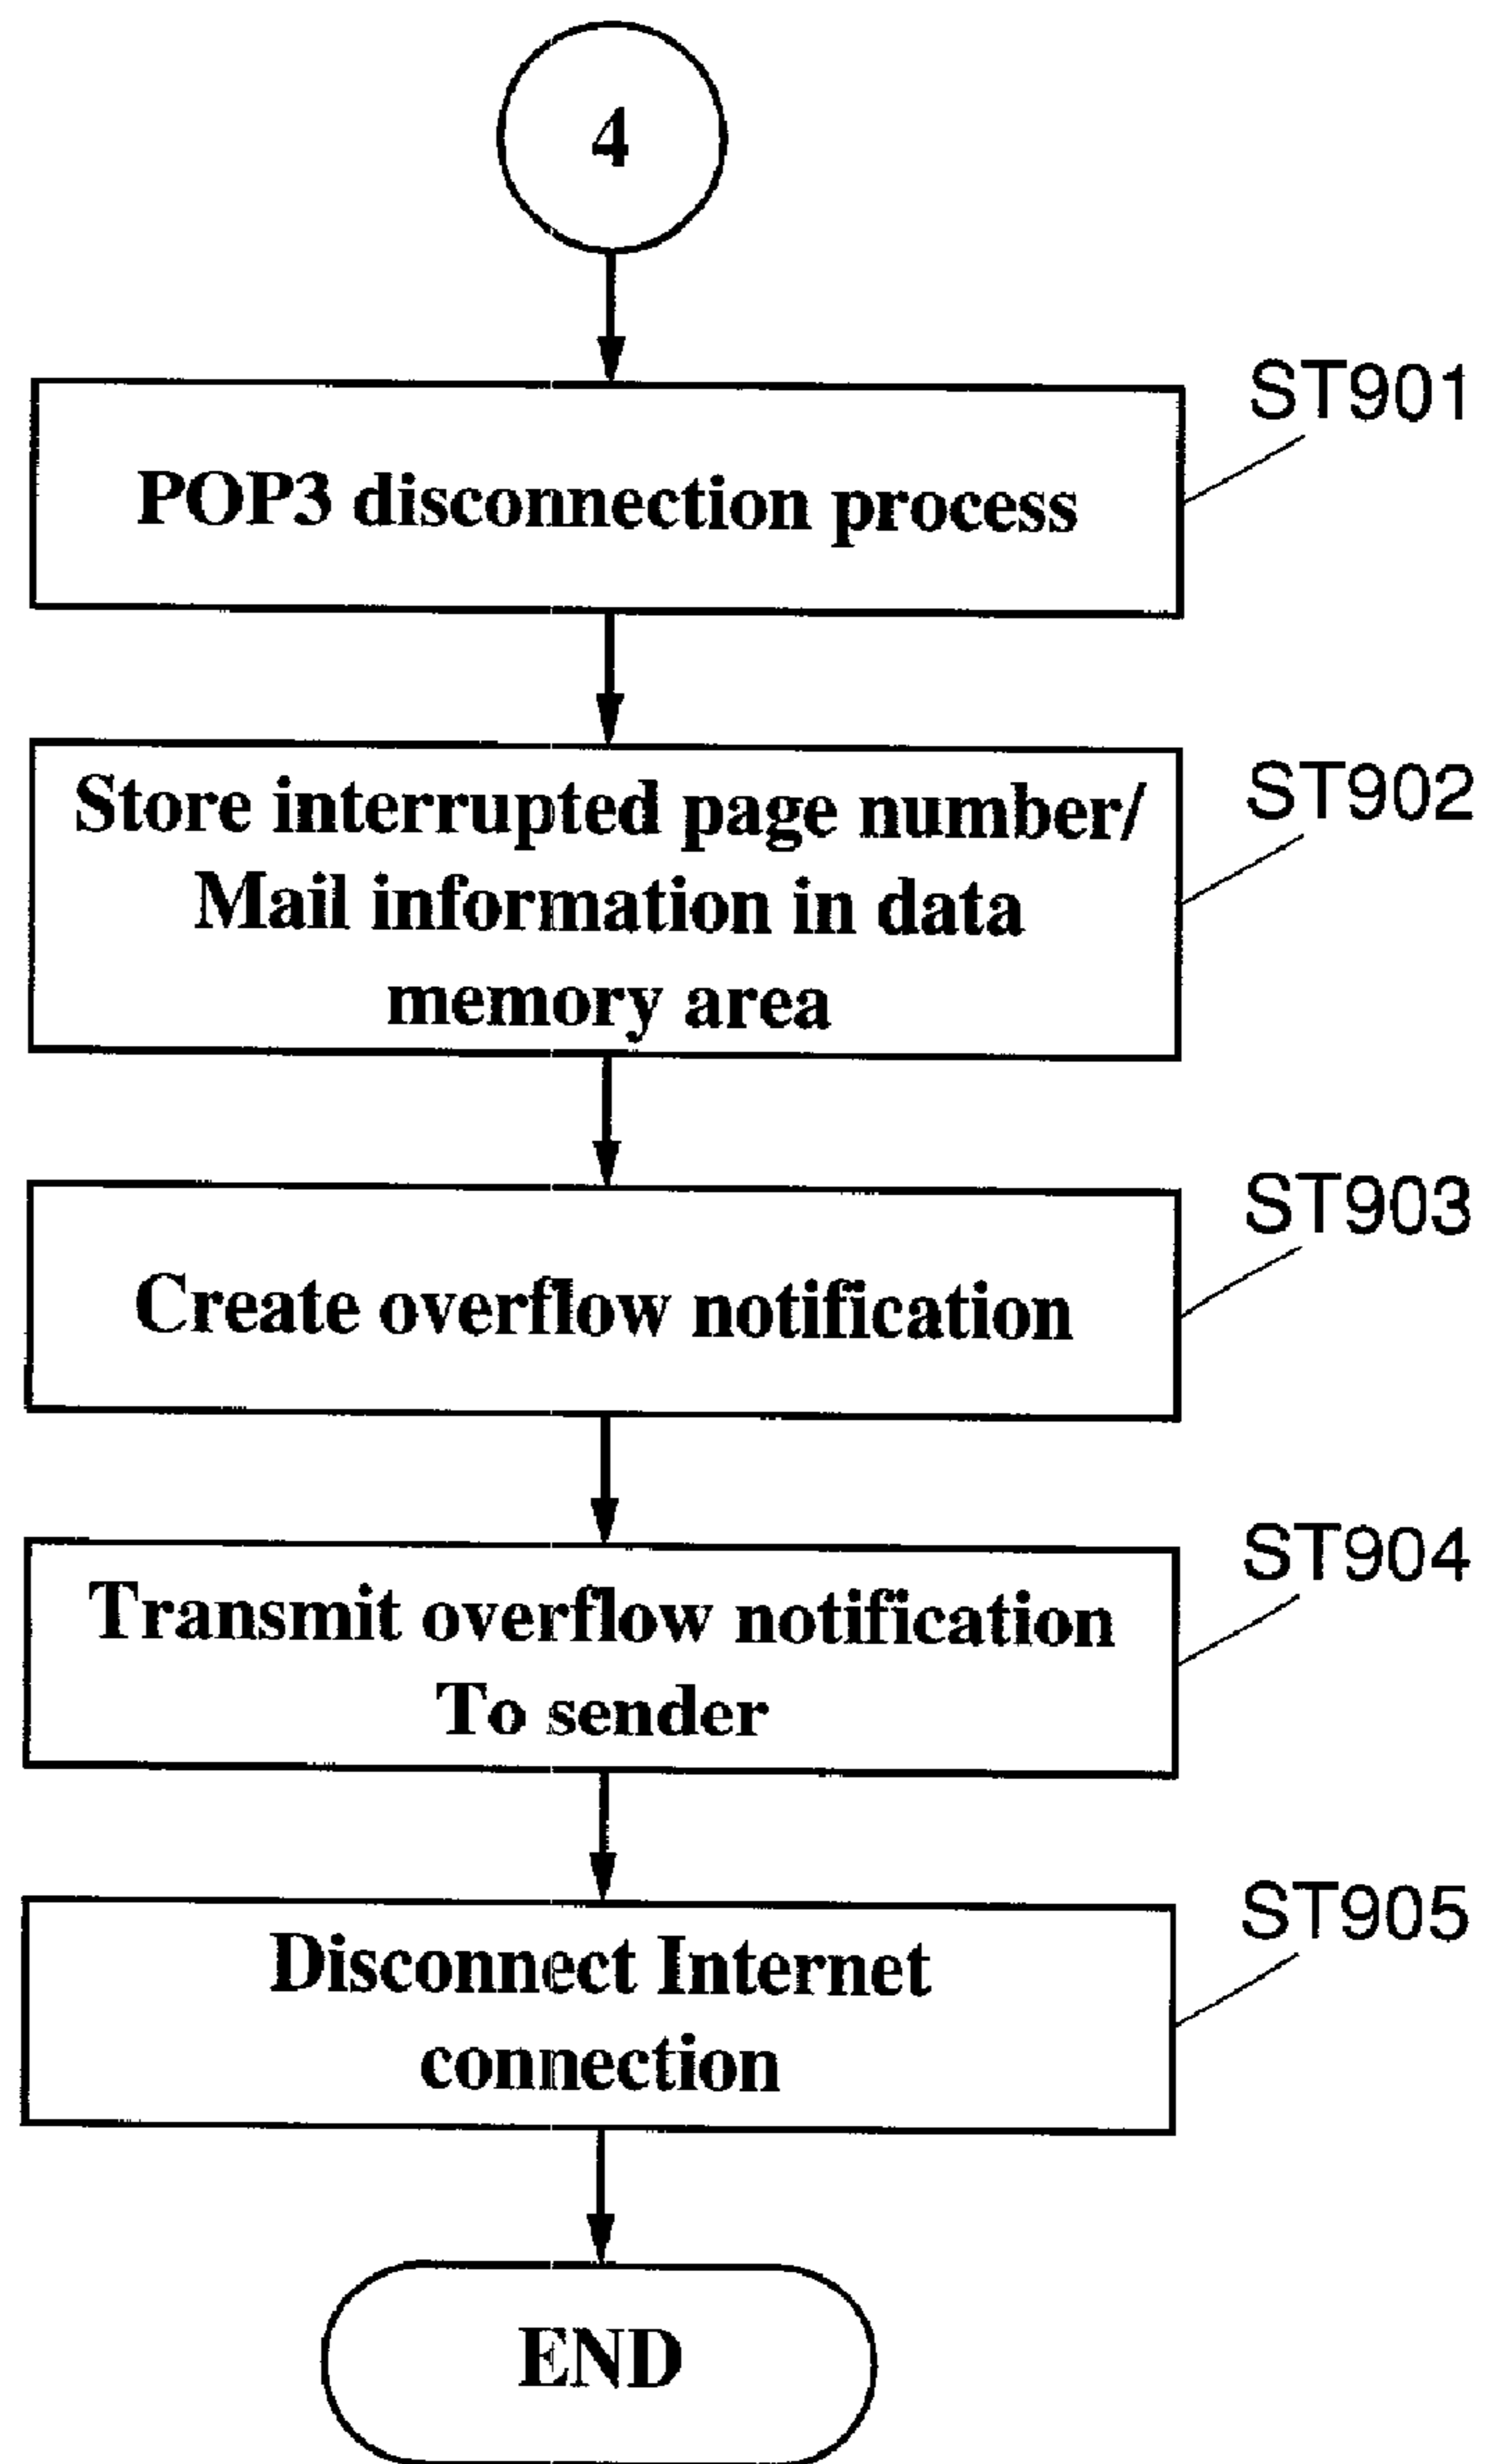 4
ST901
POP3 disconnection process
ST902
Store interrupted page number/
Mail information in data
memory area
ST903
Create overflow notification
ST904
Transmit overflow notification
To sender
ST905
Disconnect Internet
connection
END